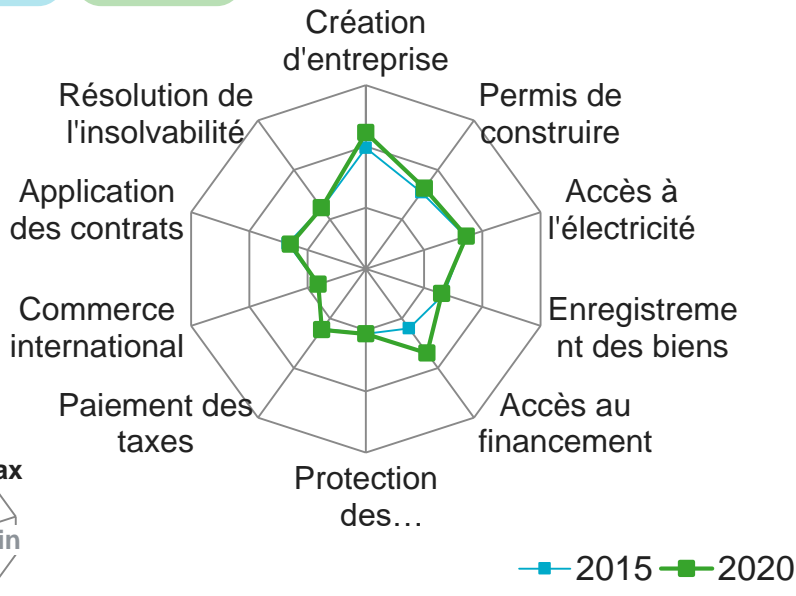 Création
d'entreprise
Permis de
construire
Accès à
l'électricité
Enregistreme
nt des biens
Accès au
financement
Protection
des…
Paiement des
taxes
Commerce
international
Application
des contrats
Résolution de
l'insolvabilité
ax
in
2015
2020